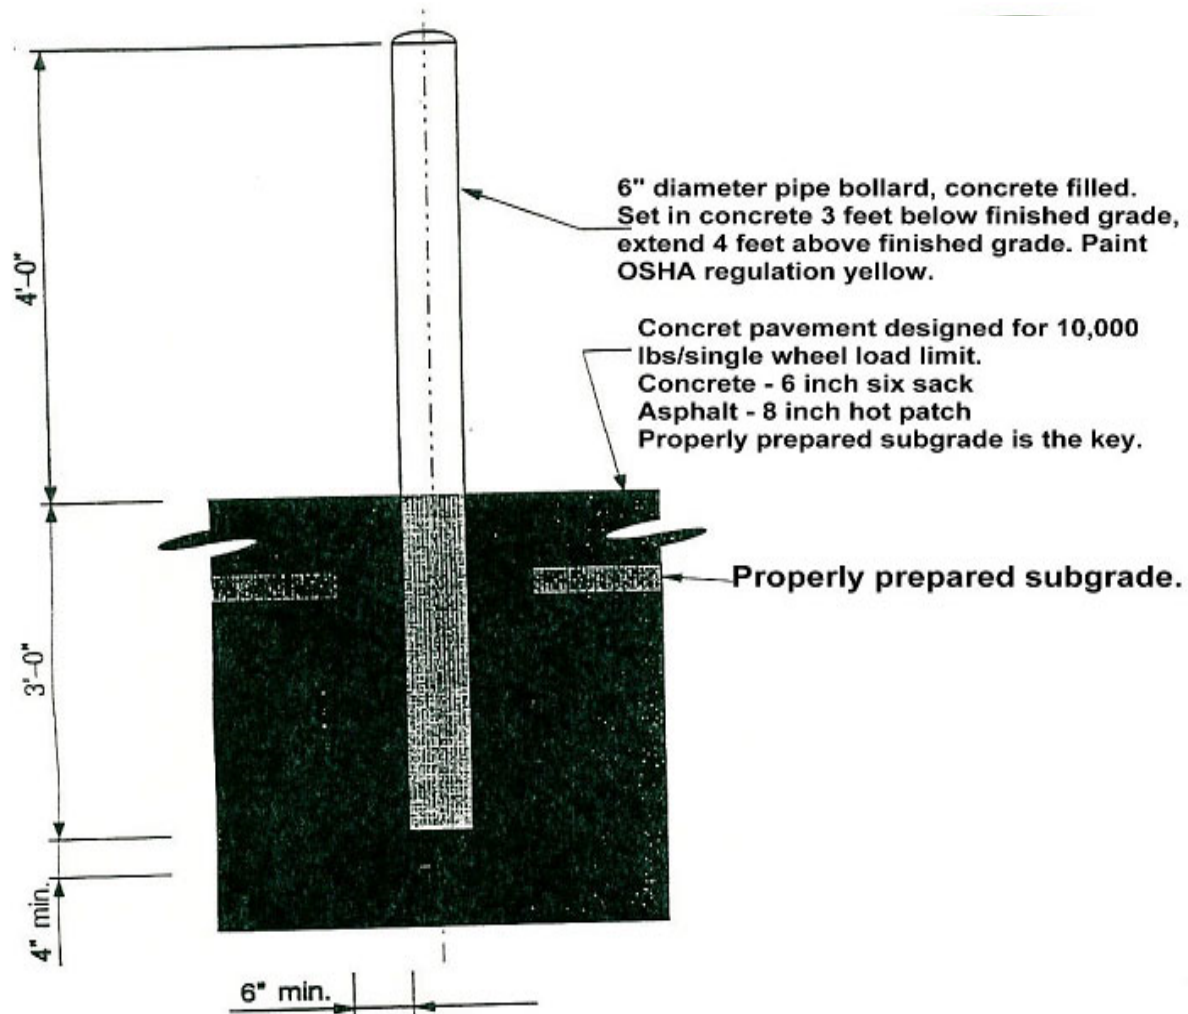 4'-0"
6" diameter pipe bollard, concrete filled.
Set in concrete 3 feet below finished grade,
extend 4 feet above finished grade. Paint
OSHA regulation yellow.
Concret pavement designed for 10,000
lbs/single wheel load limit.
Concrete - 6 inch six sack
Asphalt - 8 inch hot patch
Properly prepared subgrade is the key.
Properly prepared subgrade.
3'-0"
4" min.
6" min.